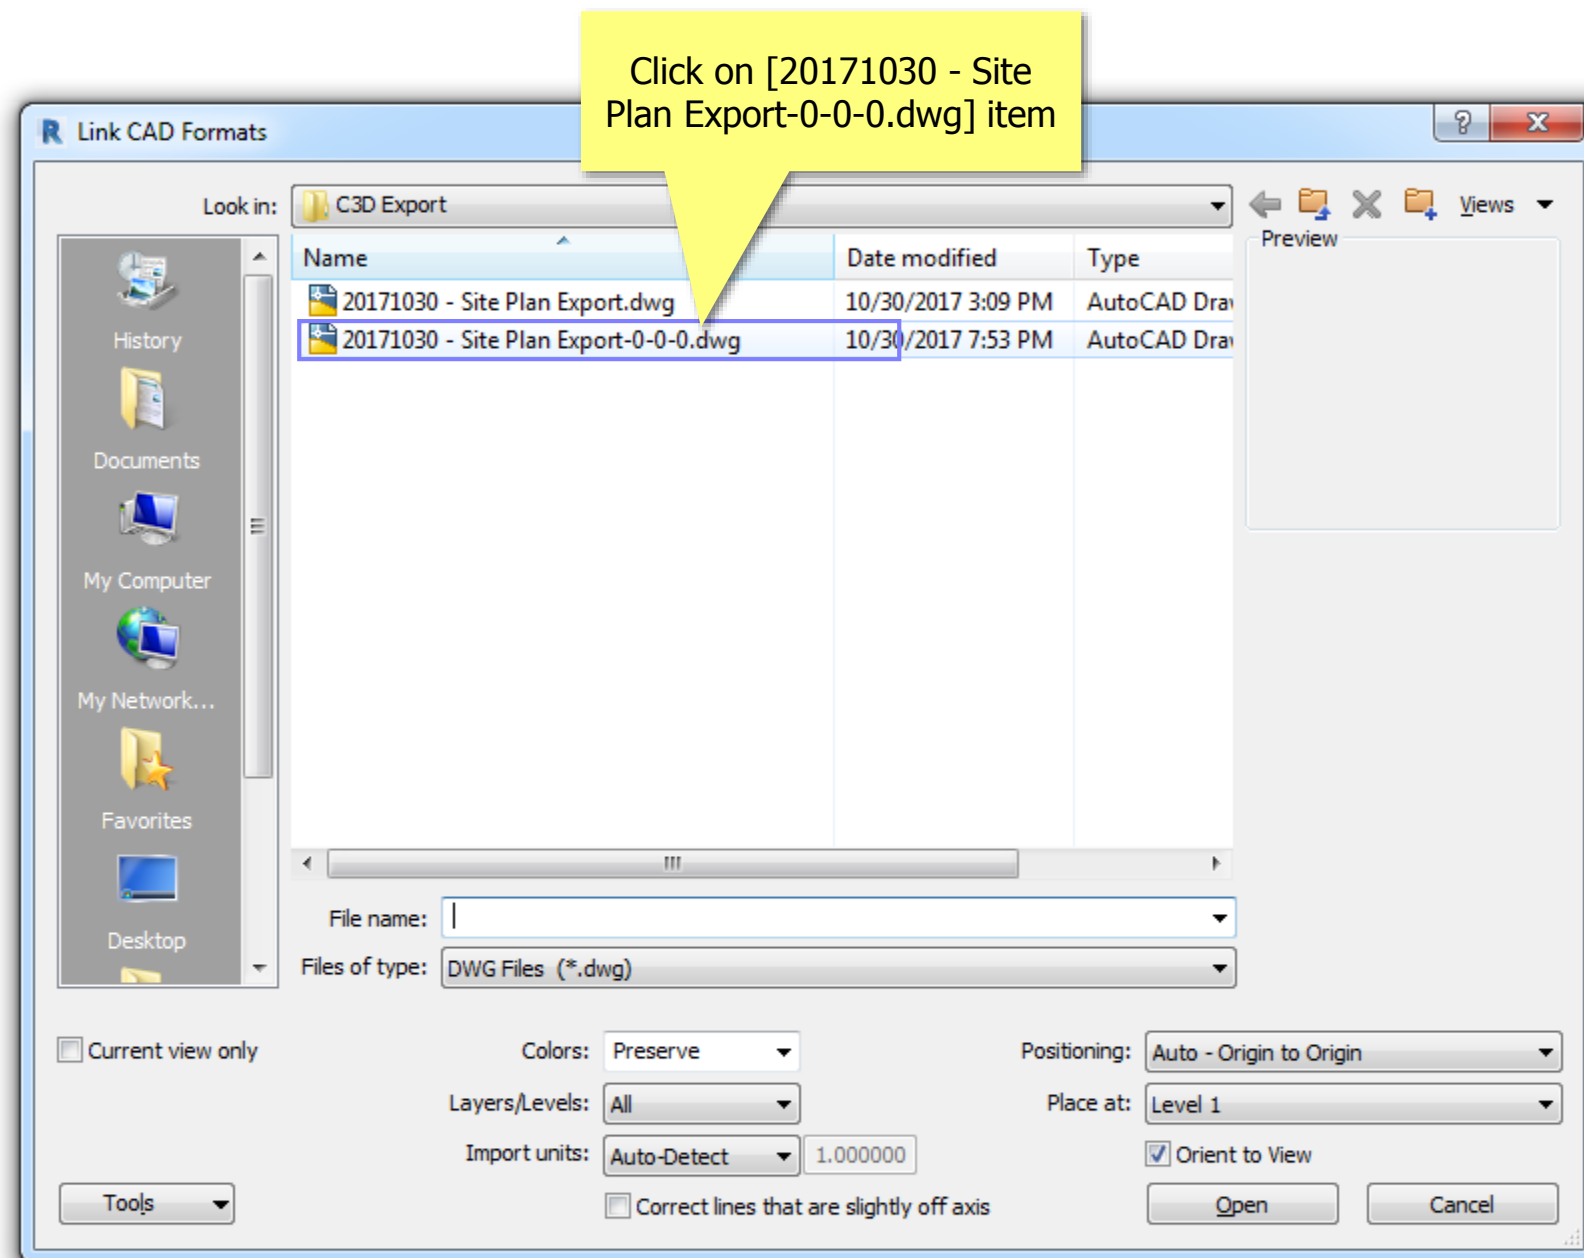 Click on [20171030 - Site
Plan Export-0-0-0.dwg] item
Link CAD Formats
Look in:
C3D Export
Views
Name
Date modified
Type
Preview
20171030 - Site Plan Export.dwg
10/30/2017 3:09 PM
AutoCAD Dra
20171030 - Site Plan Export-0-0-0.dwg
10/30/2017 7:53 PM
AutoCAD Dra
History
Documents
My Computer
My Network...
Favorites
Desktop
File name:
Files of type:
DWG Files (*.dwg)
Current view only
Colors:
Preserve
Positioning:
Auto - Origin to Origin
Layers/Levels:
All
Place at:
Level 1
Import units:
Auto-Detect
1.000000
Orient to View
Tools
Correct lines that are slightly off axis
Open
Cancel